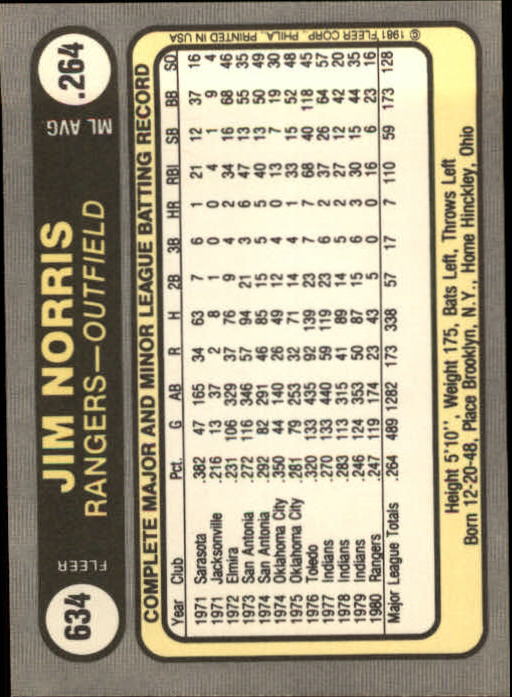 634
FLEER
JIM NORRIS
RANGERS—OUTFIELD
ML AVG
.264
COMPLETE MAJOR AND MINOR LEAGUE BATTING RECORD
Year Club Pct. G AB R H 2B 3B HR RBI SB BB SO
1971 Sarasota .382 47 165 34 63 7 6 1 21 12 37 16
1971 Jacksonville .216 13 37 2 8 1 0 0 4 1 9 4
1972 Elmira .231 106 329 37 76 9 4 2 34 16 68 46
1973 San Antonia .272 116 346 57 94 21 3 6 47 13 55 35
1974 San Antonia .292 82 291 46 85 15 5 5 40 13 50 49
1974 Oklahoma City .350 44 140 26 49 12 4 0 13 7 19 30
1975 Oklahoma City .281 79 253 32 71 14 4 1 33 15 52 48
1976 Toledo .320 133 435 92 139 23 7 7 68 40 118 45
1977 Indians .270 133 440 59 119 23 6 2 37 26 64 57
1978 Indians .283 113 315 41 89 14 5 2 27 12 42 20
1979 Indians .246 124 353 50 87 15 6 3 30 15 44 35
1980 Rangers .247 119 174 23 43 5 0 0 16 6 23 16
Major League Totals .264 489 1282 173 338 57 17 7 110 59 173 128
Height 5'10", Weight 175, Bats Left, Throws Left
Born 12-20-48, Place Brooklyn, N.Y., Home Hinckley, Ohio
© 1981 FLEER CORP., PHILA., PRINTED IN USA